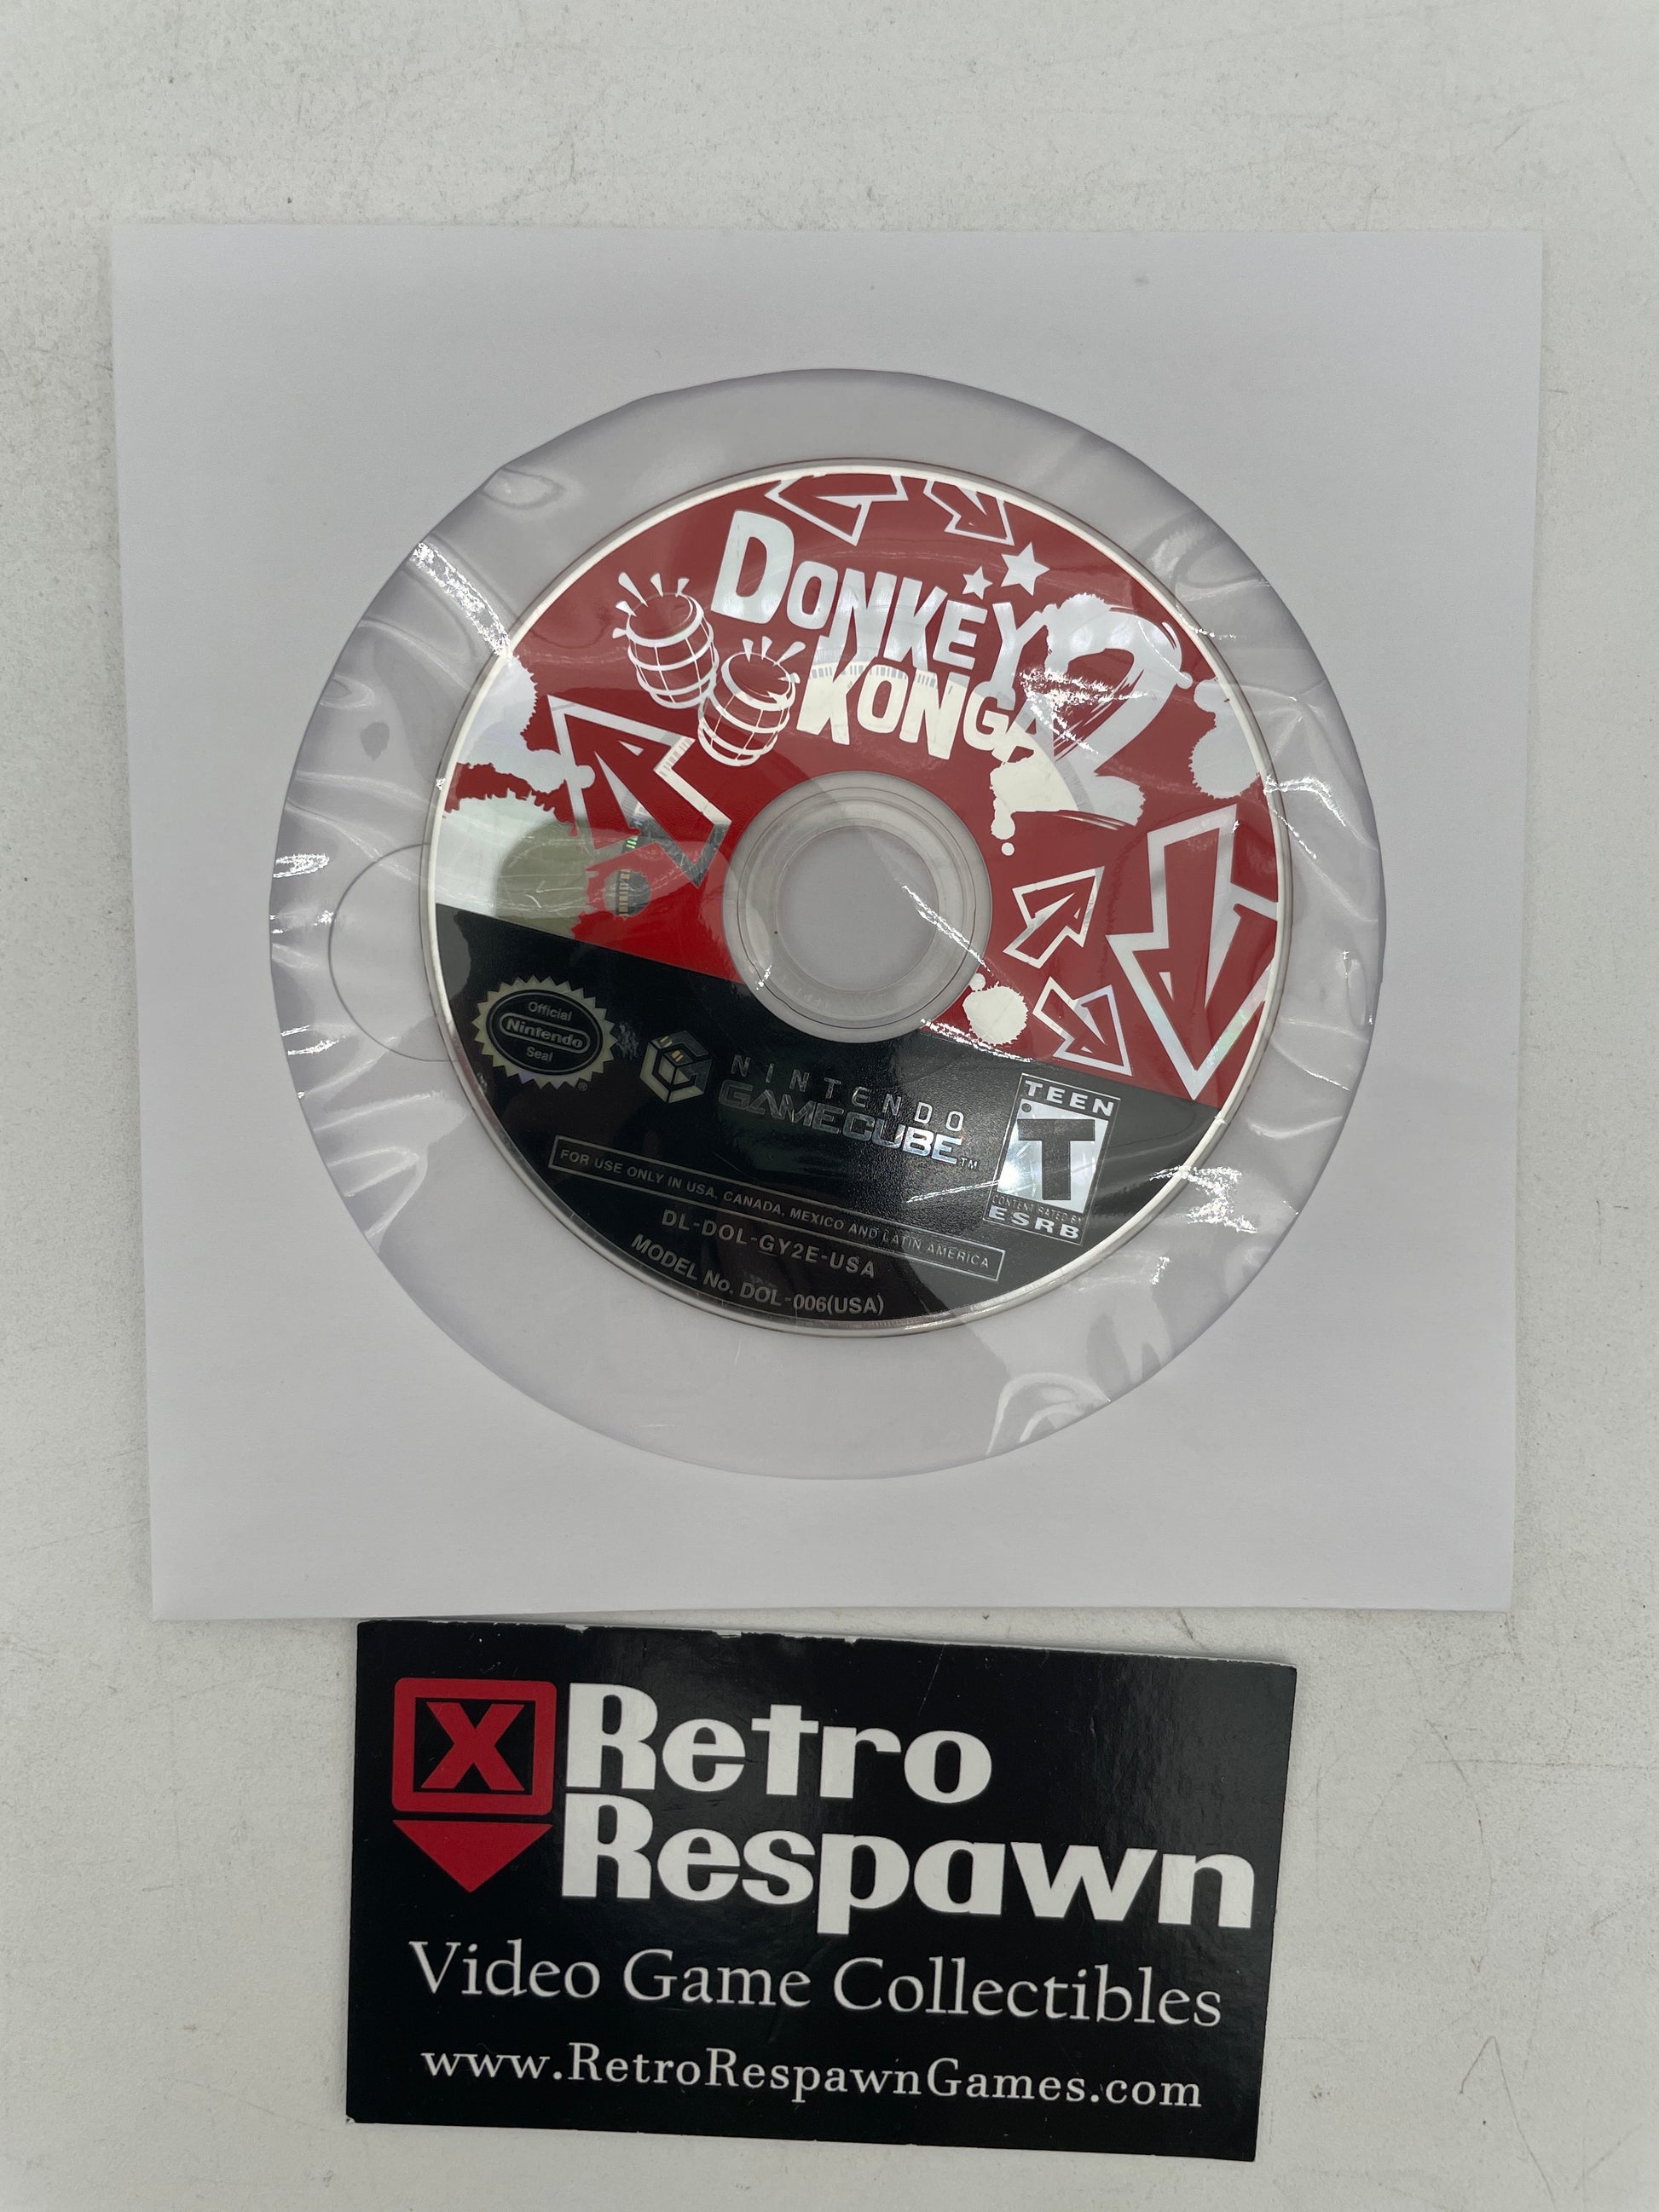 DONKEY
KONGA 2
Official
Nintendo
Seal
®
NINTENDO
GAMECUBE™
TEEN
T
CONTENT RATED BY
ESRB
FOR USE ONLY IN USA, CANADA, MEXICO AND LATIN AMERICA
DL-DOL-GY2E-USA
MODEL No. DOL-006(USA)
X Retro
Respawn
Video Game Collectibles
www.RetroRespawnGames.com